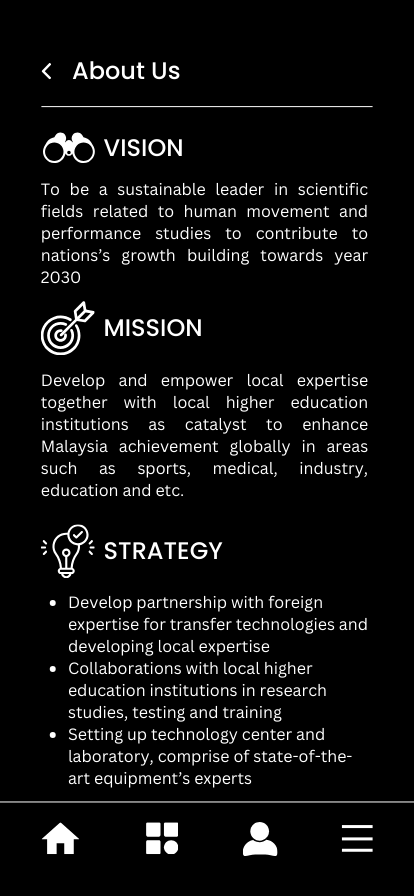 About Us
VISION
To be a sustainable leader in scientific
fields related to human movement and
performance studies to contribute to
nations’s growth building towards year
2030
MISSION
Develop and empower local expertise
together with local higher education
institutions as catalyst to enhance
Malaysia achievement globally in areas
such as sports, medical, industry,
education and etc.
STRATEGY
• Develop partnership with foreign
expertise for transfer technologies and
developing local expertise
• Collaborations with local higher
education institutions in research
studies, testing and training
• Setting up technology center and
laboratory, comprise of state-of-the-
art equipment’s experts